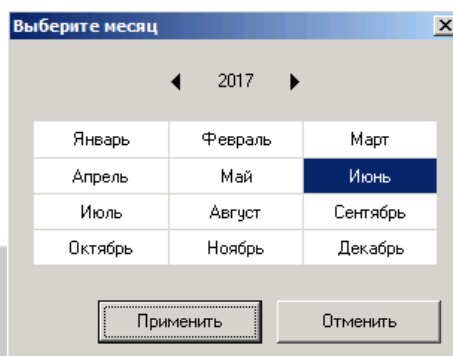 Выберите месяц
2017
Январь Февраль Март
Апрель Май Июнь
Июль Август Сентябрь
Октябрь Ноябрь Декабрь
Применить Отменить